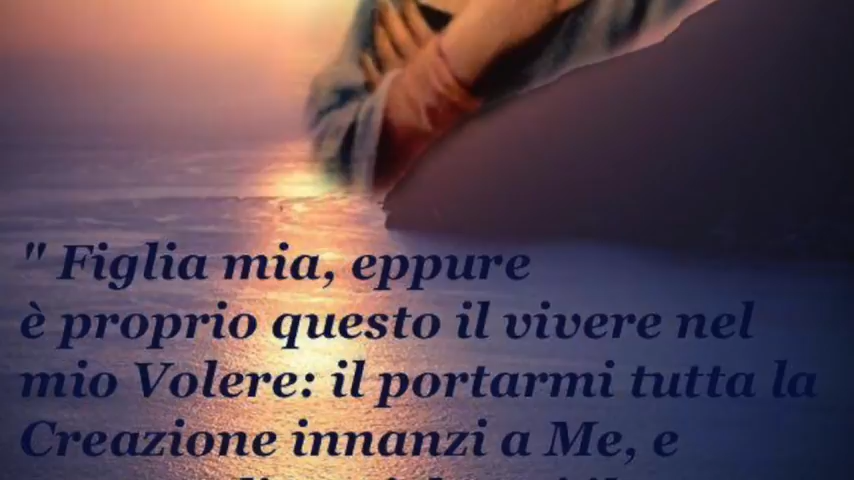 " Figlia mia, eppure
è proprio questo il vivere nel
mio Volere: il portarmi tutta la
Creazione innanzi a Me, e